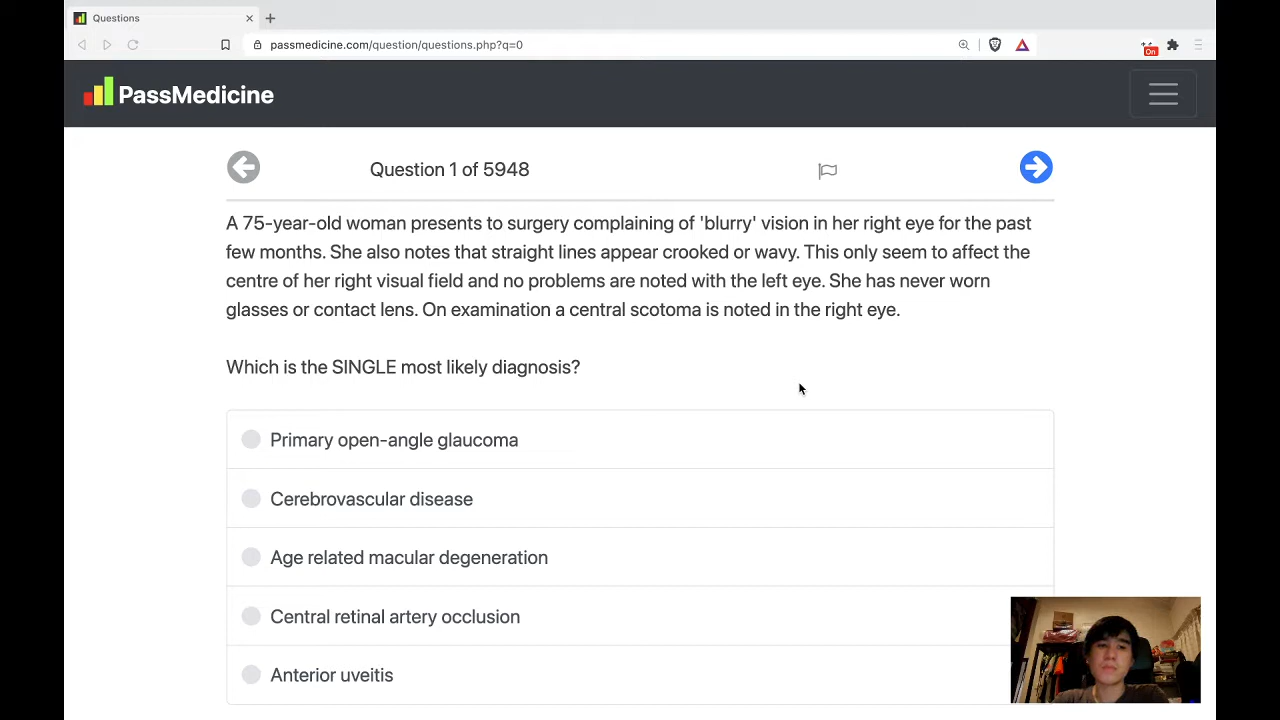 Questions
passmedicine.com/question/questions.php?q=0
On
PassMedicine
Question 1 of 5948
A 75-year-old woman presents to surgery complaining of 'blurry' vision in her right eye for the past
few months. She also notes that straight lines appear crooked or wavy. This only seem to affect the
centre of her right visual field and no problems are noted with the left eye. She has never worn
glasses or contact lens. On examination a central scotoma is noted in the right eye.
Which is the SINGLE most likely diagnosis?
Primary open-angle glaucoma
Cerebrovascular disease
Age related macular degeneration
Central retinal artery occlusion
Anterior uveitis